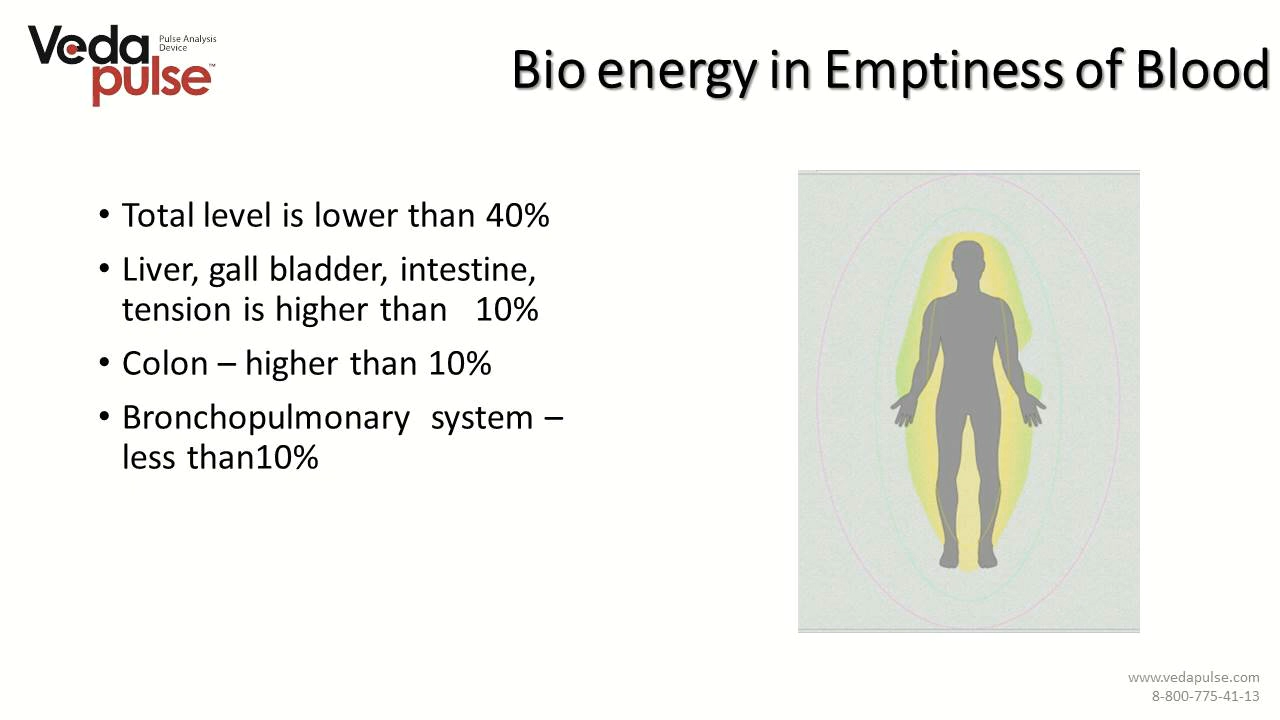 Veda
pulse™
Pulse Analysis
Device
Bio energy in Emptiness of Blood
• Total level is lower than 40%
• Liver, gall bladder, intestine,
tension is higher than 10%
• Colon – higher than 10%
• Bronchopulmonary system –
less than10%
www.vedapulse.com
8-800-775-41-13